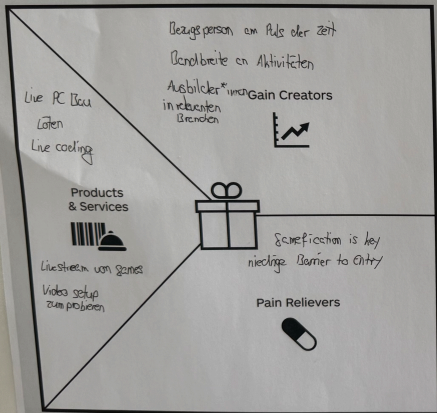 Bezugsperson am Puls der Zeit
Bandbreite an Aktivitäten
Ausbilder*innen
in relevanten
Branchen
Gain Creators
Live PC Bau
Löten
Live coding
Products
& Services
Livestream von games
Video setup
zum probieren
Gamefication is key
niedrige Barrier to Entry
Pain Relievers